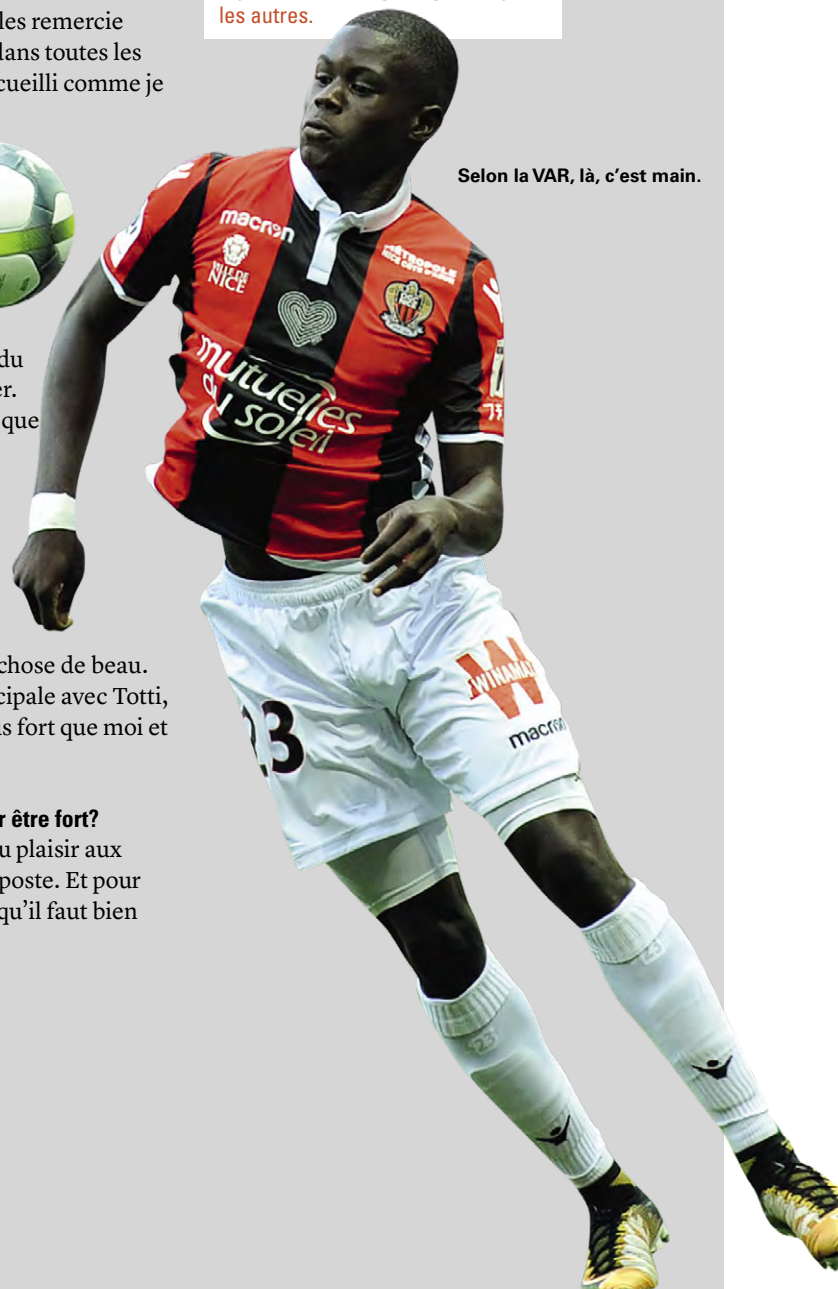 les remercie
dans toutes les
cueilli comme je
les autres.
Selon la VAR, là, c'est main.
macron
VILLE DE
NICE
MÉTROPOLE
NICE CÔTE D'AZUR
mutuelles
du soleil
du
er.
que
chose de beau.
cipale avec Totti,
s fort que moi et
r être fort?
u plaisir aux
poste. Et pour
qu'il faut bien
23
WINAMAX
macron
23
23